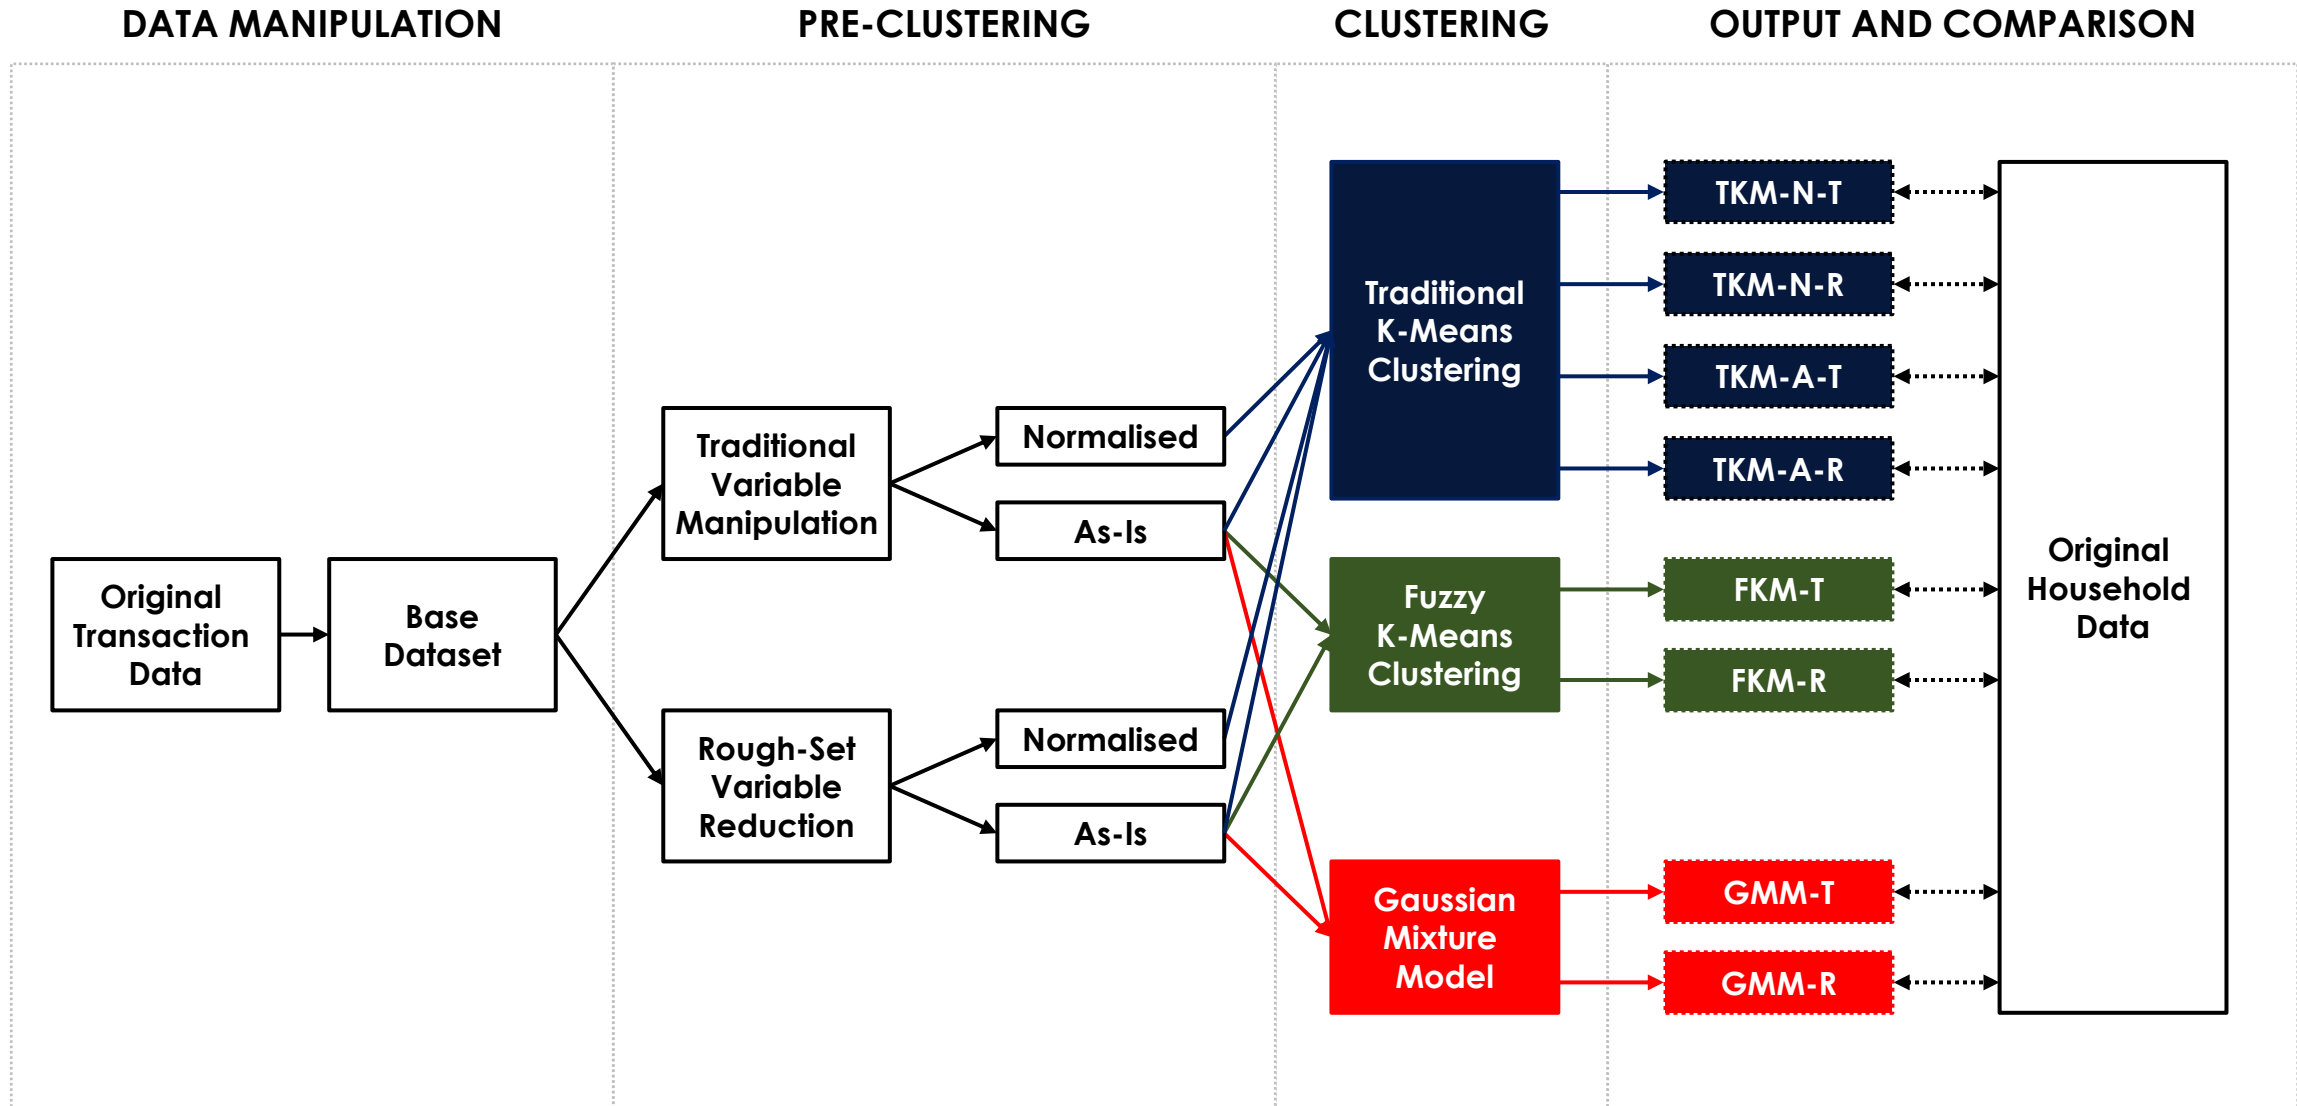 DATA MANIPULATION
PRE-CLUSTERING
CLUSTERING
OUTPUT AND COMPARISON
Original
Transaction
Data
Base
Dataset
Traditional
Variable
Manipulation
Normalised
As-Is
Rough-Set
Variable
Reduction
Normalised
As-Is
Traditional
K-Means
Clustering
Fuzzy
K-Means
Clustering
Gaussian
Mixture
Model
TKM-N-T
TKM-N-R
TKM-A-T
TKM-A-R
FKM-T
FKM-R
GMM-T
GMM-R
Original
Household
Data